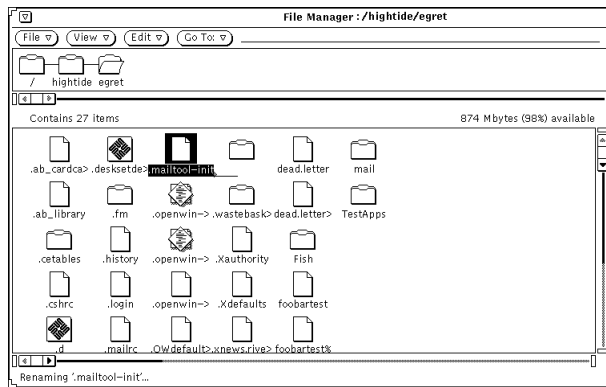 File Manager : /hightide/egret
File View Edit Go To:
/ hightide egret
Contains 27 items 874 Mbytes (98%) available
.ab_cardca> .desksetde> .mailtool-init dead.letter mail
.ab_library .fm .openwin-> .wastebask> dead.letter> TestApps
.cetables .history .openwin-> .Xauthority Fish
.cshrc .login .openwin-> .Xdefaults foobartest
.d .mailrc .OWdefault> .xnews.rive> foobartest%
Renaming '.mailtool-init'...